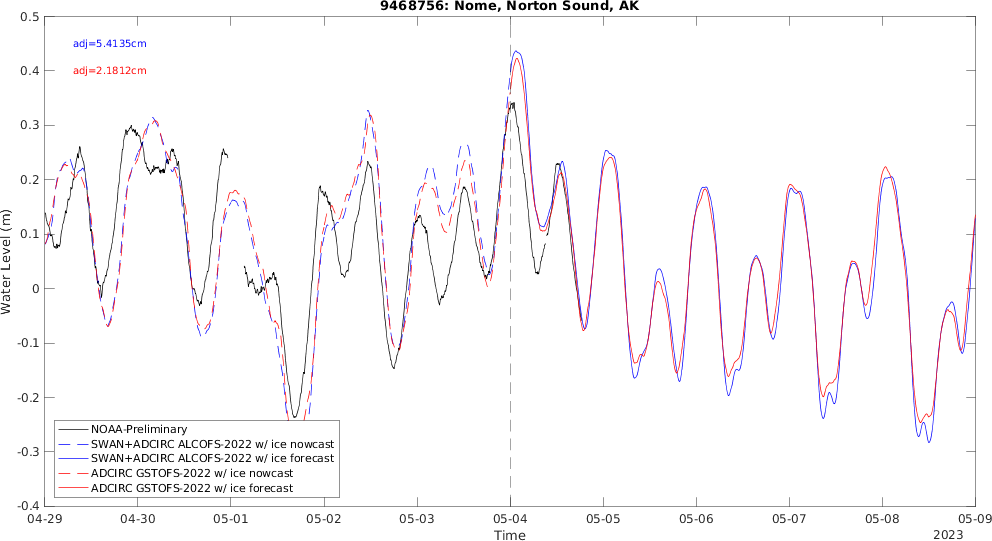 9468756: Nome, Norton Sound, AK
0.5
adj=5.4135cm
0.4
adj=2.1812cm
0.3
0.2
0.1
Water Level (m)
0
-0.1
-0.2
NOAA-Preliminary
SWAN+ADCIRC ALCOFS-2022 w/ ice nowcast
-0.3
SWAN+ADCIRC ALCOFS-2022 w/ ice forecast
ADCIRC GSTOFS-2022 w/ ice nowcast
ADCIRC GSTOFS-2022 w/ ice forecast
-0.4
04-29 04-30 05-01 05-02 05-03 05-04 05-05 05-06 05-07 05-08 05-09
Time
2023